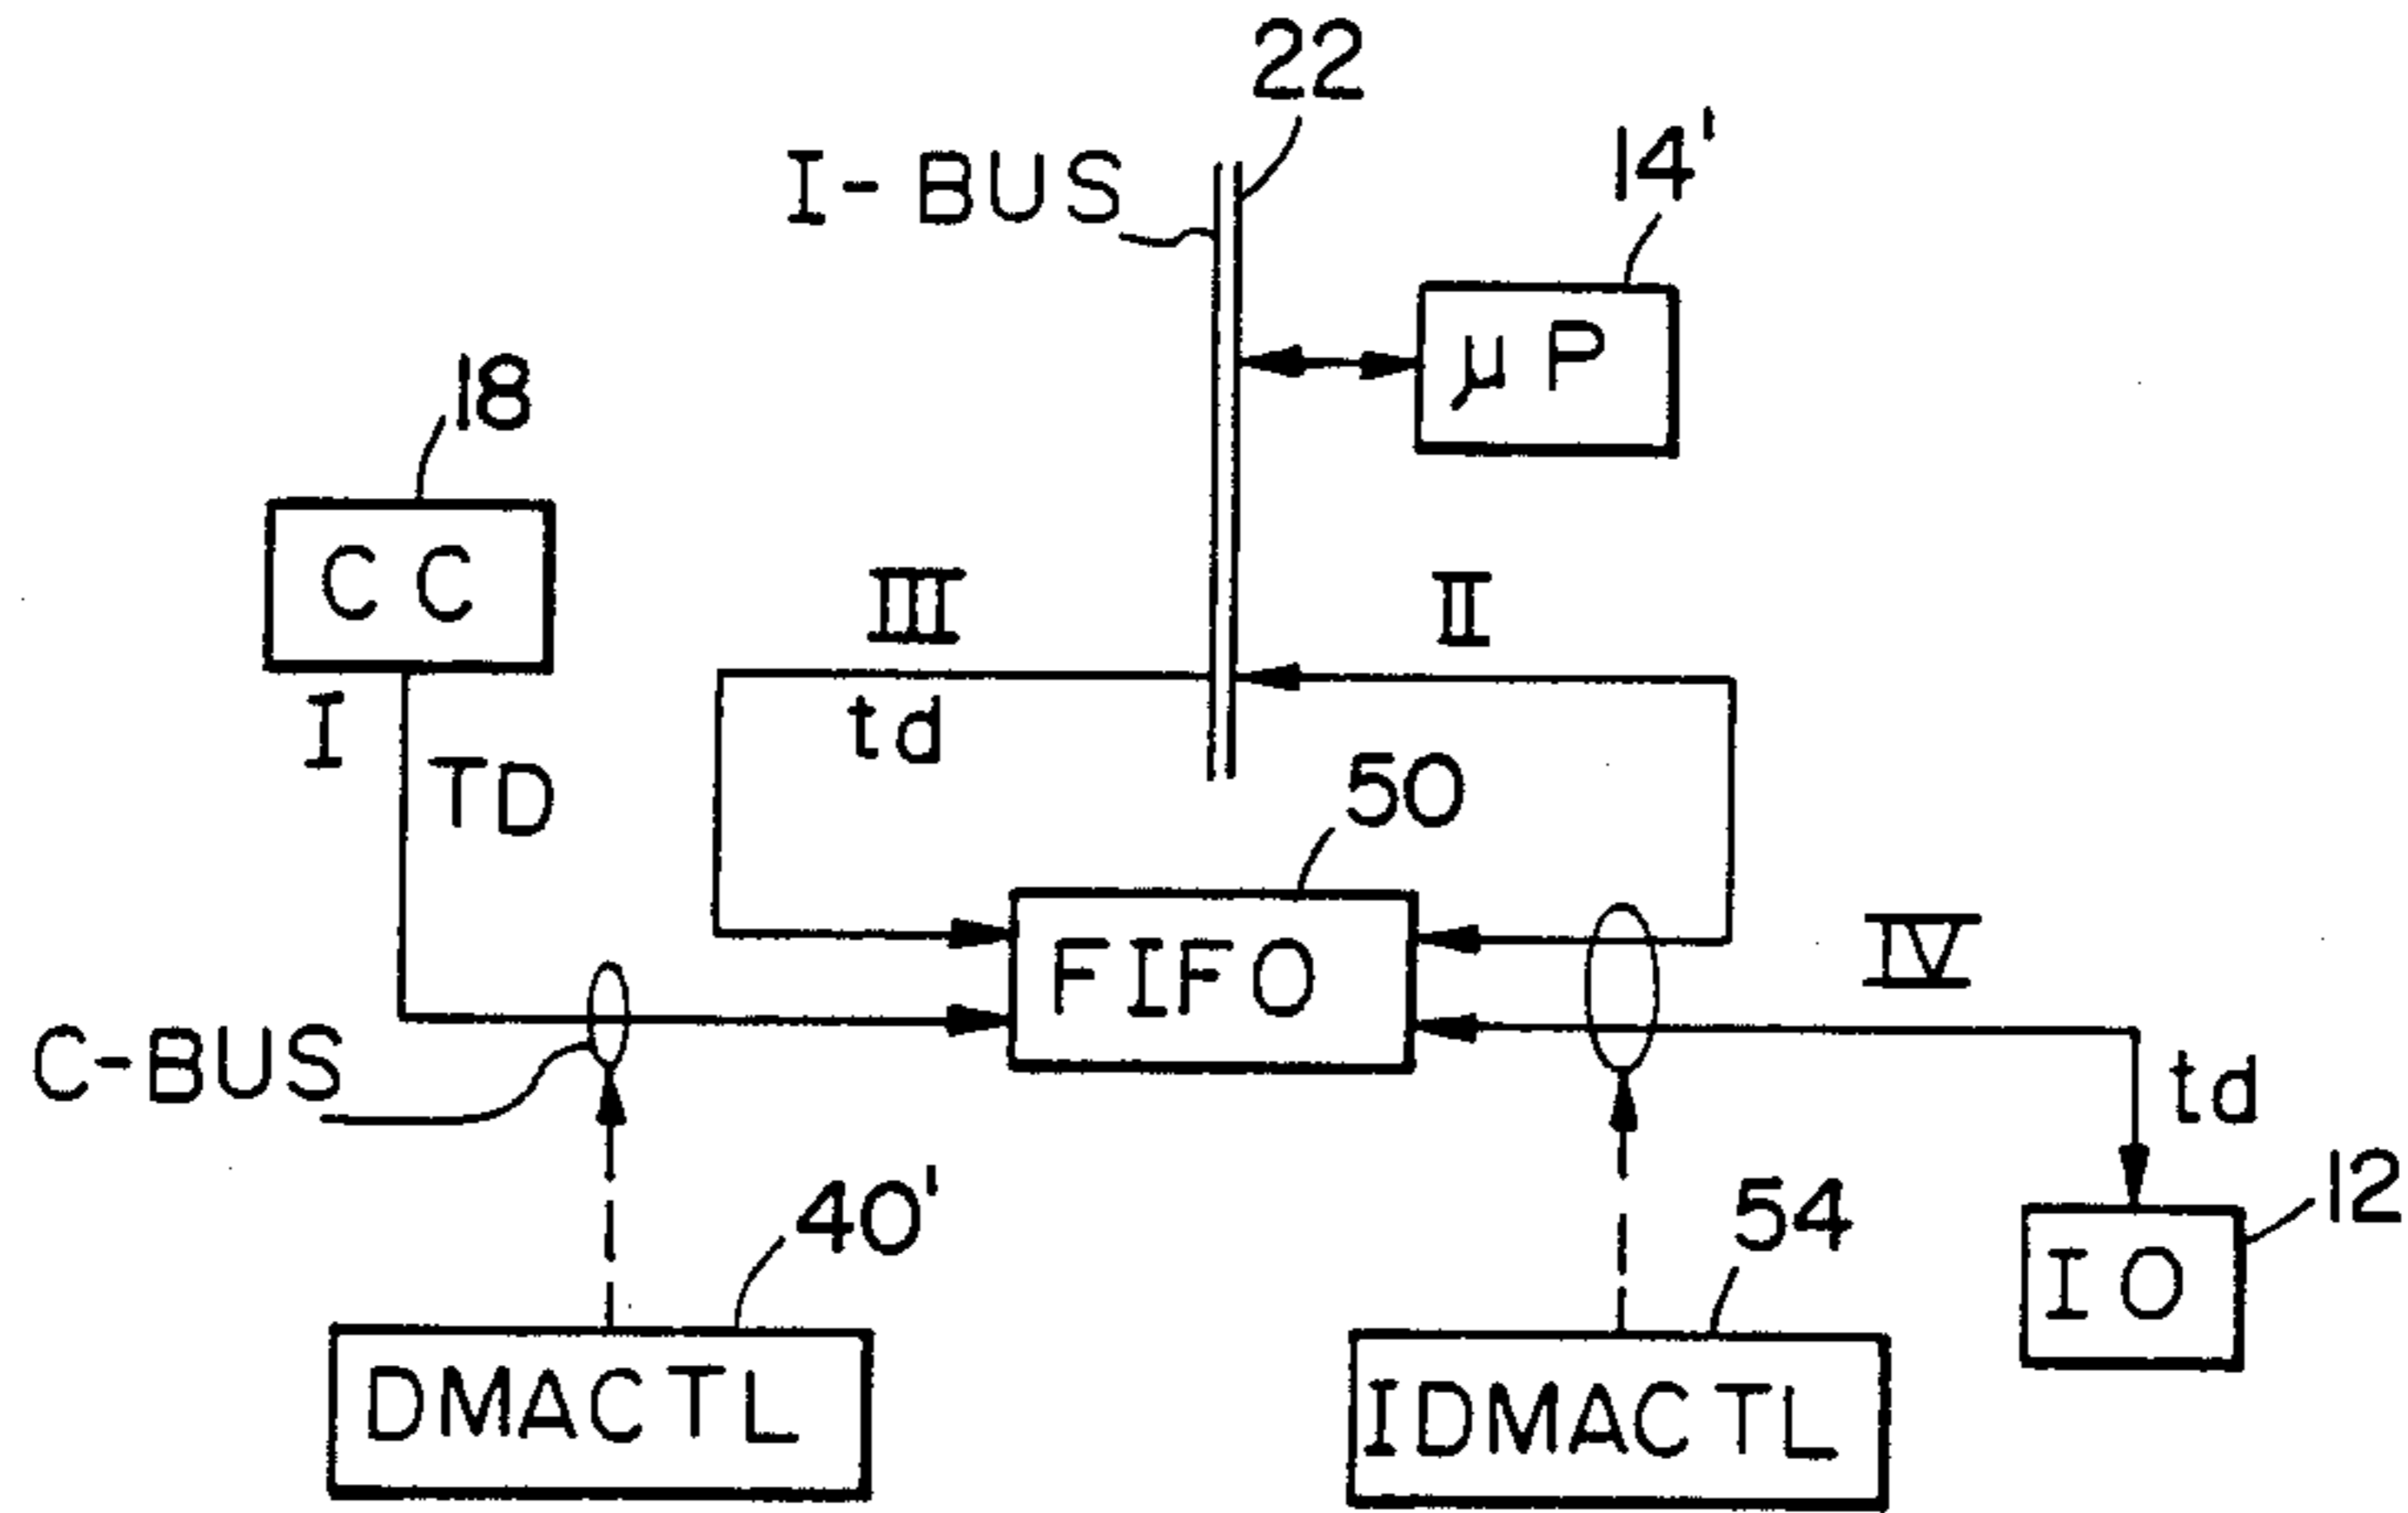 22
I-BUS
14'
μP
18
CC
III
II
I
td
TD
50
FIFO
IV
C-BUS
td
40'
54
12
IO
DMACTL
IDMACTL